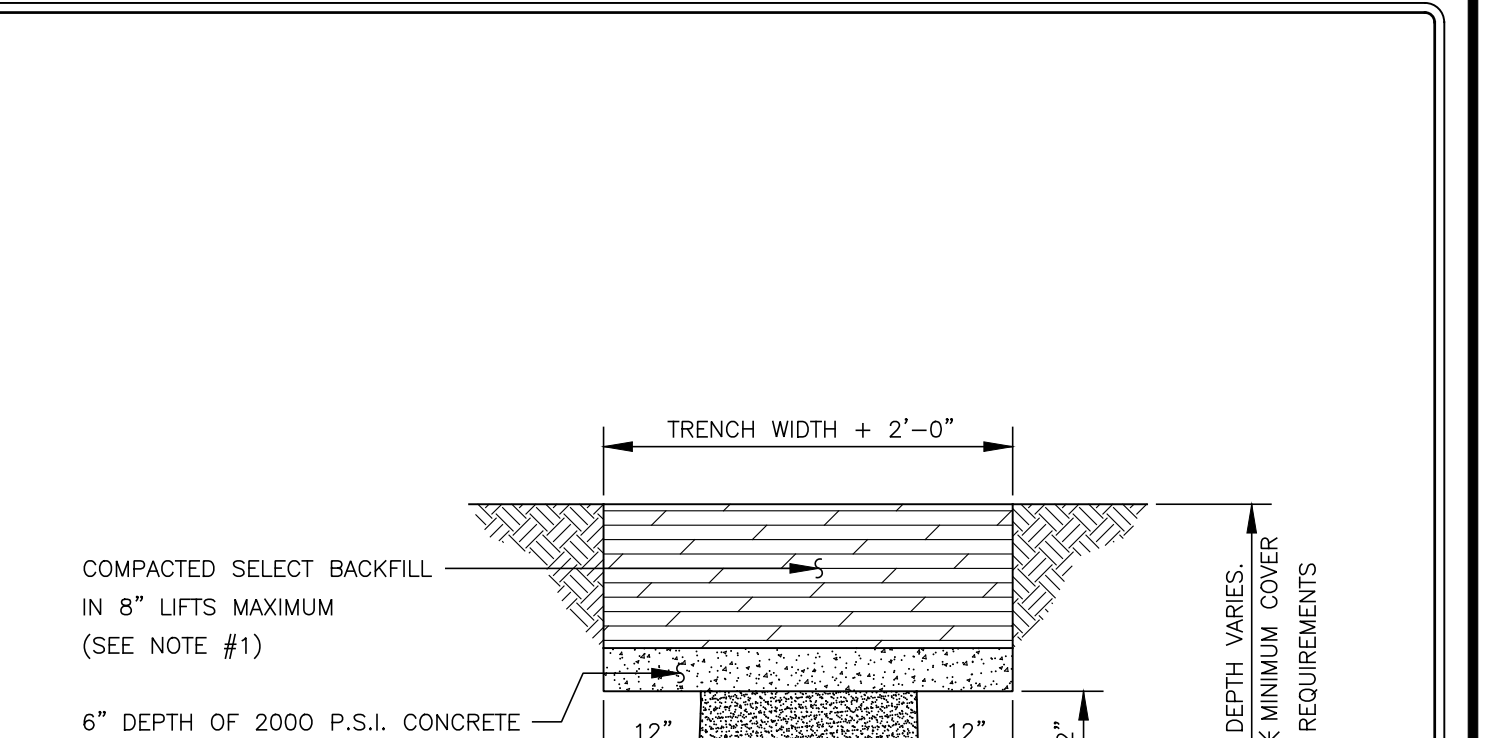 TRENCH WIDTH + 2'-0"
COMPACTED SELECT BACKFILL
IN 8" LIFTS MAXIMUM
(SEE NOTE #1)
6" DEPTH OF 2000 P.S.I. CONCRETE
12"
12"
DEPTH VARIES.
* MINIMUM COVER
REQUIREMENTS